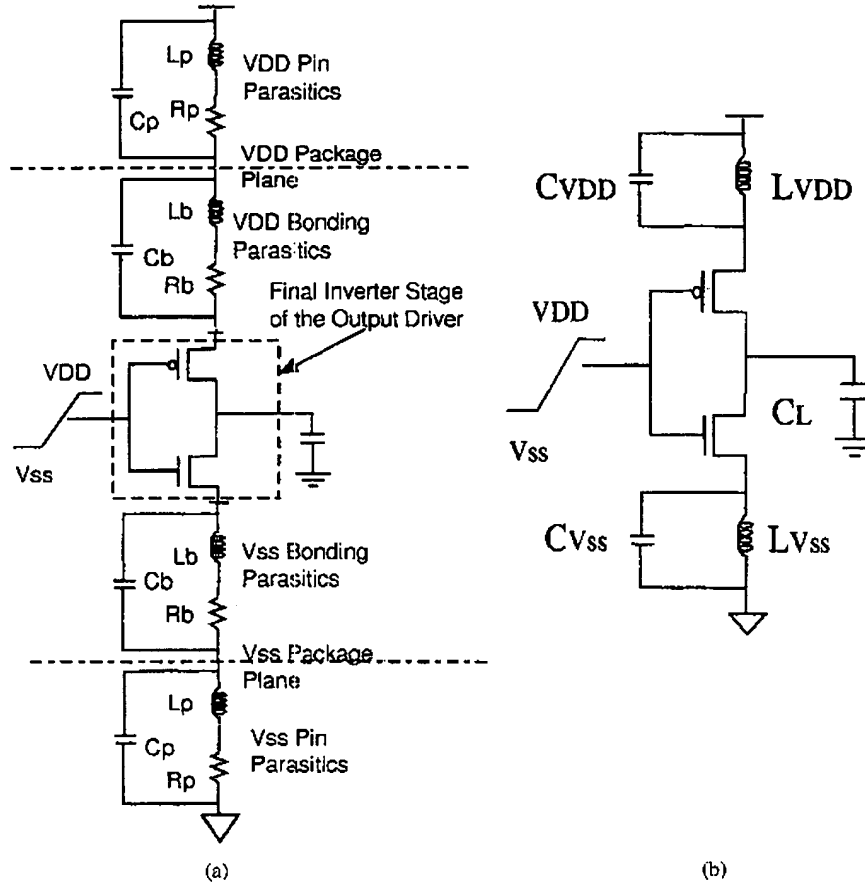 Lp
VDD Pin
Parasitics
Cp
Rp
VDD Package
Plane
Lb
VDD Bonding
Parasitics
Cb
Rb
Final Inverter Stage
of the Output Driver
VDD
Vss
Lb
Vss Bonding
Parasitics
Cb
Rb
Vss Package
Plane
Lp
Vss Pin
Parasitics
Cp
Rp
(a)
CVDD
LVDD
VDD
Vss
CL
CVss
LVss
(b)